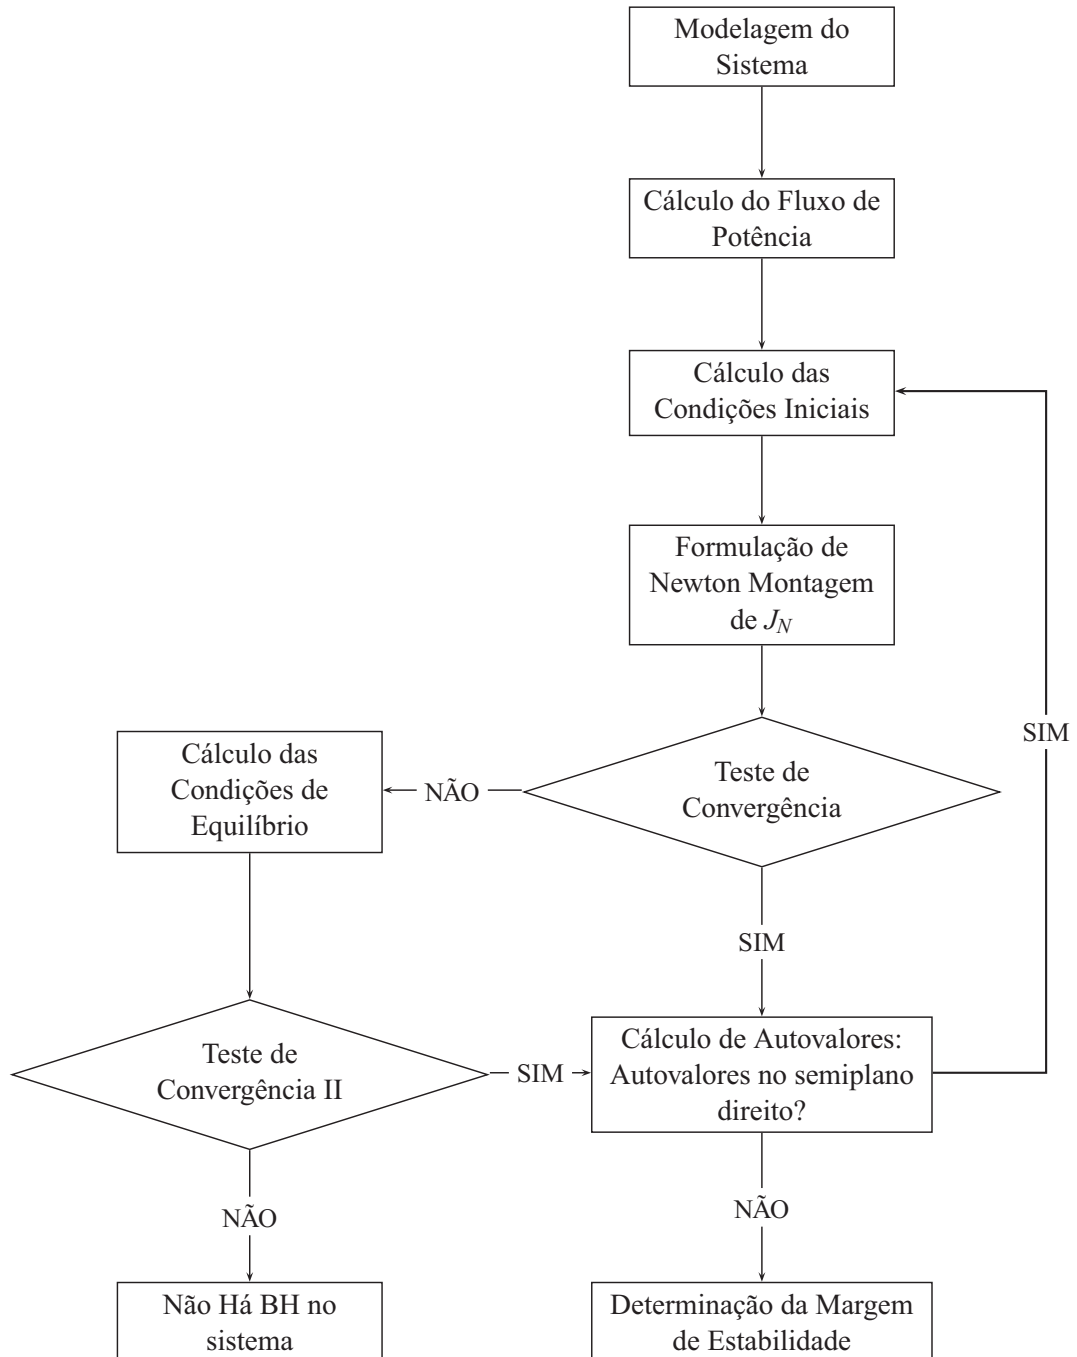 Modelagem do
Sistema
Cálculo do Fluxo de
Potência
Cálculo das
Condições Iniciais
Formulação de
Newton Montagem
de J_N
SIM
Cálculo das
Condições de
Equilíbrio
NÃO
Teste de
Convergência
SIM
Teste de
Convergência II
SIM
Cálculo de Autovalores:
Autovalores no semiplano
direito?
NÃO
NÃO
Não Há BH no
sistema
Determinação da Margem
de Estabilidade